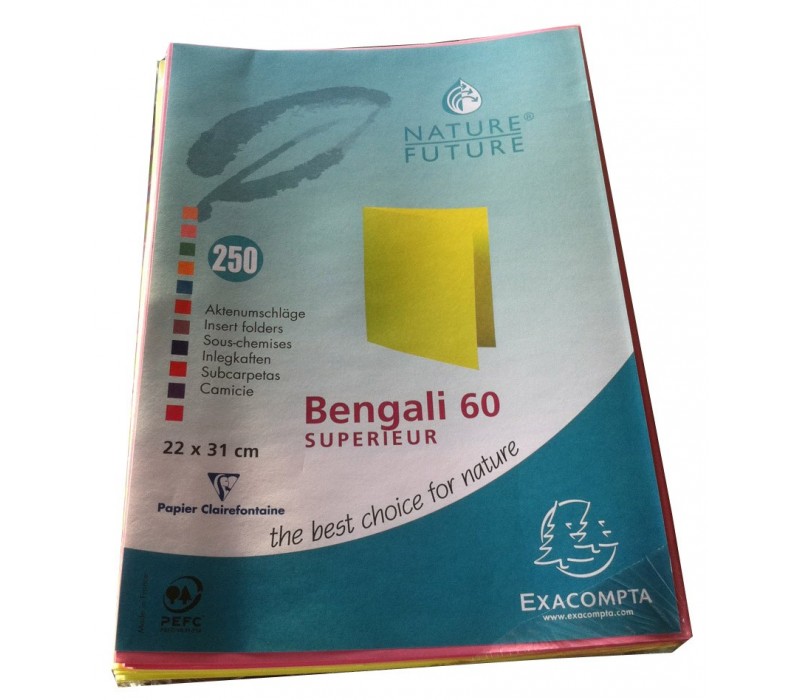 NATURE®
FUTURE
250
Aktenumschläge
Insert folders
Sous-chemises
Inlegkaften
Subcarpetas
Camicie
Bengali 60
SUPERIEUR
22 x 31 cm
Papier Clairefontaine
the best choice for nature
EXACOMPTA
www.exacompta.com
PEFC